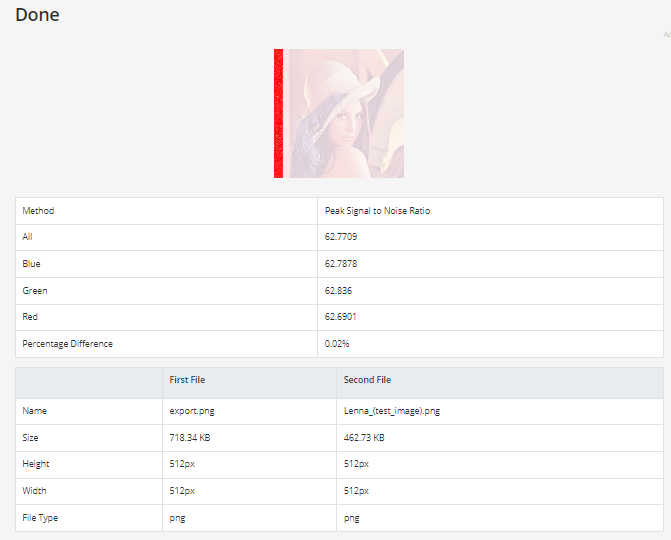 Done
Ad
Method Peak Signal to Noise Ratio
All 62.7709
Blue 62.7878
Green 62.836
Red 62.6901
Percentage Difference 0.02%
First File Second File
Name export.png Lenna_(test_image).png
Size 718.34 KB 462.73 KB
Height 512px 512px
Width 512px 512px
File Type png png